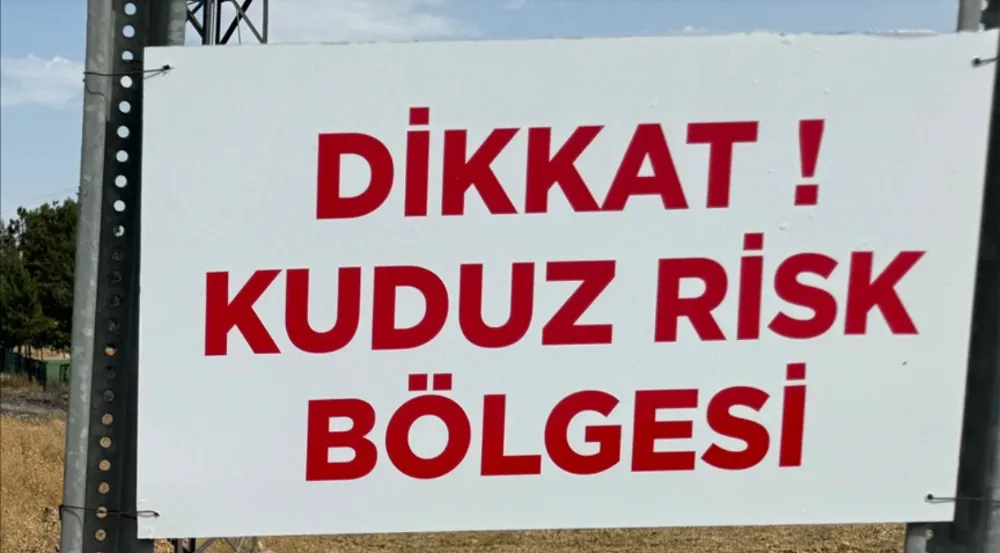 DİKKAT !
KUDUZ RİSK
BÖLGESİ